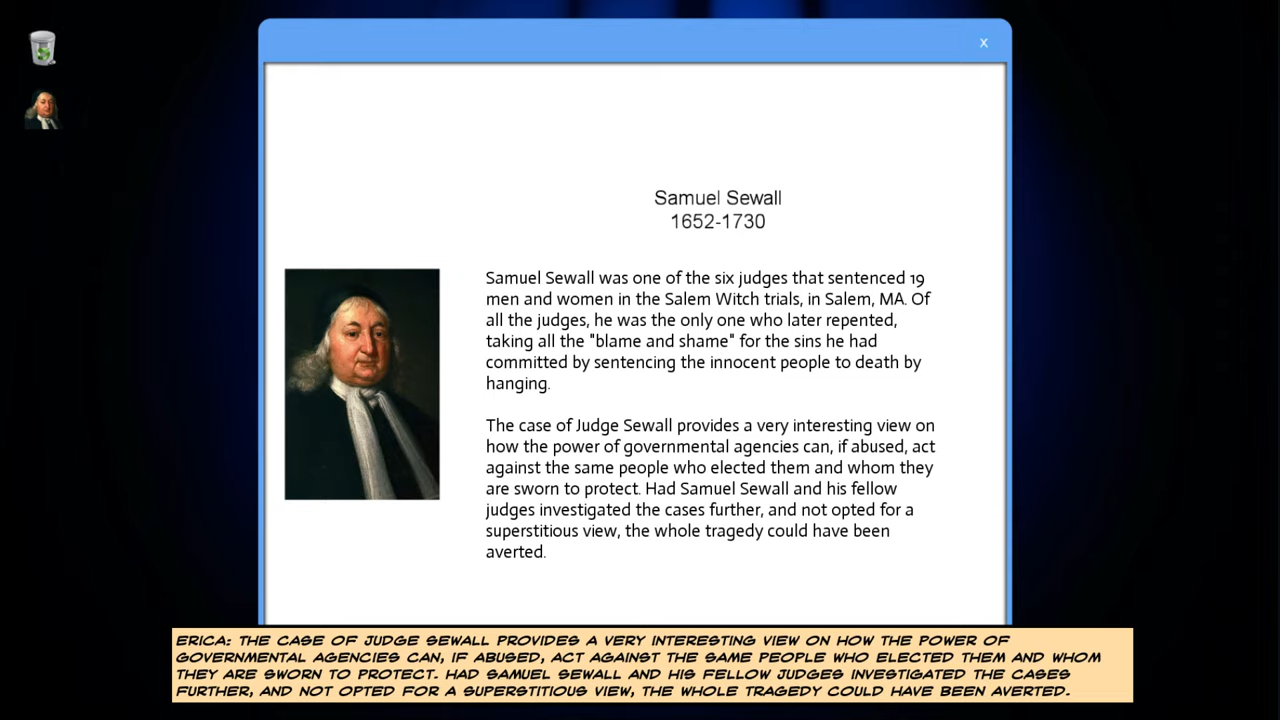 x
Samuel Sewall
1652-1730
Samuel Sewall was one of the six judges that sentenced 19
men and women in the Salem Witch trials, in Salem, MA. Of
all the judges, he was the only one who later repented,
taking all the "blame and shame" for the sins he had
committed by sentencing the innocent people to death by
hanging.
The case of Judge Sewall provides a very interesting view on
how the power of governmental agencies can, if abused, act
against the same people who elected them and whom they
are sworn to protect. Had Samuel Sewall and his fellow
judges investigated the cases further, and not opted for a
superstitious view, the whole tragedy could have been
averted.
ERICA: THE CASE OF JUDGE SEWALL PROVIDES A VERY INTERESTING VIEW ON HOW THE POWER OF
GOVERNMENTAL AGENCIES CAN, IF ABUSED, ACT AGAINST THE SAME PEOPLE WHO ELECTED THEM AND WHOM
THEY ARE SWORN TO PROTECT. HAD SAMUEL SEWALL AND HIS FELLOW JUDGES INVESTIGATED THE CASES
FURTHER, AND NOT OPTED FOR A SUPERSTITIOUS VIEW, THE WHOLE TRAGEDY COULD HAVE BEEN AVERTED.